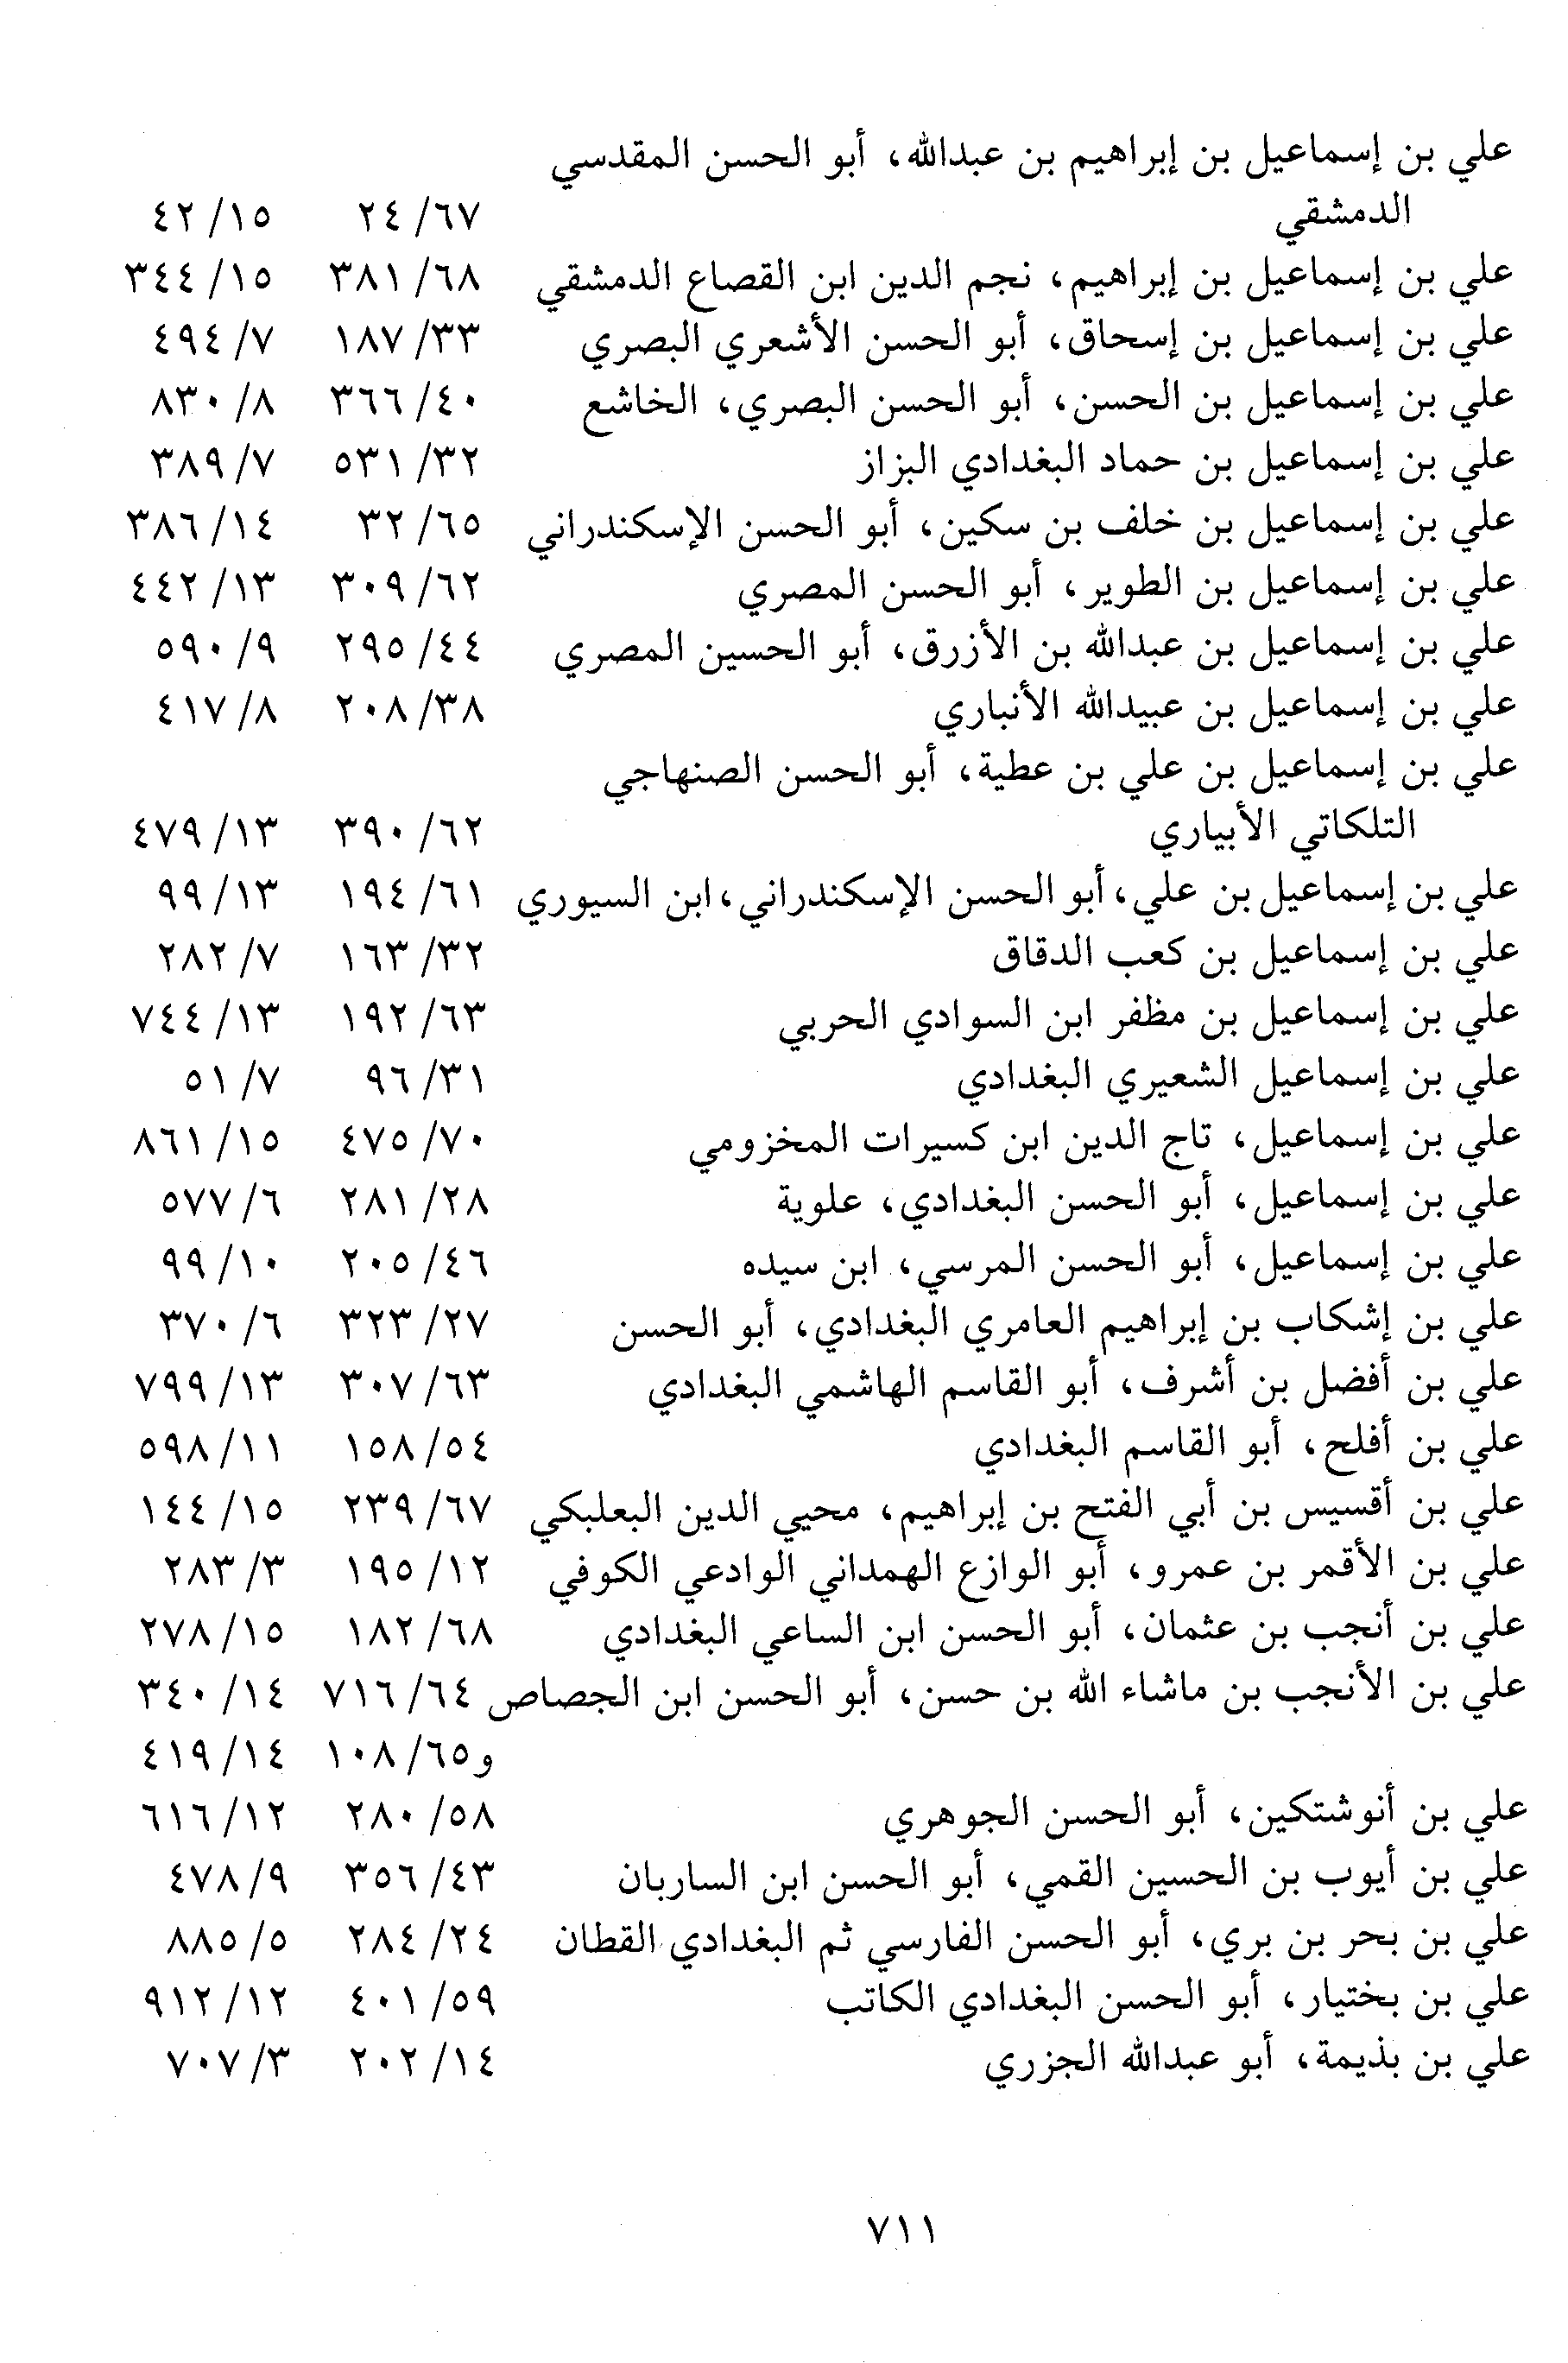 علي بن إسماعيل بن إبراهيم بن عبدالله، أبو الحسن المقدسي
الدمشقي ٦٧/ ٢٤ ١٥/ ٤٢
علي بن إسماعيل بن إبراهيم، نجم الدين ابن القصاع الدمشقي ٦٨/ ٣٨١ ١٥/ ٣٤٤
علي بن إسماعيل بن إسحاق، أبو الحسن الأشعري البصري ٣٣/ ١٨٧ ٧/ ٤٩٤
علي بن إسماعيل بن الحسن، أبو الحسن البصري، الخاشع ٤٠/ ٣٦٦ ٨/ ٨٣٠
علي بن إسماعيل بن حماد البغدادي البزاز ٣٢/ ٥٣١ ٧/ ٣٨٩
علي بن إسماعيل بن خلف بن سكين، أبو الحسن الإسكندراني ٦٥/ ٣٢ ١٤/ ٣٨٦
علي بن إسماعيل بن الطوير، أبو الحسن المصري ٦٢/ ٣٠٩ ١٣/ ٤٤٢
علي بن إسماعيل بن عبدالله بن الأزرق، أبو الحسين المصري ٤٤/ ٢٩٥ ٩/ ٥٩٠
علي بن إسماعيل بن عبيدالله الأنباري ٣٨/ ٢٠٨ ٨/ ٤١٧
علي بن إسماعيل بن علي بن عطية، أبو الحسن الصنهاجي
التلكاتي الأبياري ٦٢/ ٣٩٠ ١٣/ ٤٧٩
علي بن إسماعيل بن علي، أبو الحسن الإسكندراني، ابن السيوري ٦١/ ١٩٤ ١٣/ ٩٩
علي بن إسماعيل بن كعب الدقاق ٣٢/ ١٦٣ ٧/ ٢٨٢
علي بن إسماعيل بن مظفر ابن السوادي الحربي ٦٣/ ١٩٢ ١٣/ ٧٤٤
علي بن إسماعيل الشعيري البغدادي ٣١/ ٩٦ ٧/ ٥١
علي بن إسماعيل، تاج الدين ابن كسيرات المخزومي ٧٠/ ٤٧٥ ١٥/ ٨٦١
علي بن إسماعيل، أبو الحسن البغدادي، علوية ٢٨/ ٢٨١ ٦/ ٥٧٧
علي بن إسماعيل، أبو الحسن المرسي، ابن سيده ٤٦/ ٢٠٥ ١٠/ ٩٩
علي بن إشكاب بن إبراهيم العامري البغدادي، أبو الحسن ٢٧/ ٣٢٣ ٦/ ٣٧٠
علي بن أفضل بن أشرف، أبو القاسم الهاشمي البغدادي ٦٣/ ٣٠٧ ١٣/ ٧٩٩
علي بن أفلح، أبو القاسم البغدادي ٥٤/ ١٥٨ ١١/ ٥٩٨
علي بن أقسيس بن أبي الفتح بن إبراهيم، محيي الدين البعلبكي ٦٧/ ٢٣٩ ١٥/ ١٤٤
علي بن الأقمر بن عمرو، أبو الوازع الهمداني الوادعي الكوفي ١٢/ ١٩٥ ٣/ ٢٨٣
علي بن أنجب بن عثمان، أبو الحسن ابن الساعي البغدادي ٦٨/ ١٨٢ ١٥/ ٢٧٨
علي بن الأنجب بن ماشاء الله بن حسن، أبو الحسن ابن الجصاص ٦٤/ ٧١٦ ١٤/ ٣٤٠
و٦٥/ ١٠٨ ١٤/ ٤١٩
علي بن أنوشتكين، أبو الحسن الجوهري ٥٨/ ٢٨٠ ١٢/ ٦١٦
علي بن أيوب بن الحسين القمي، أبو الحسن ابن الساربان ٤٣/ ٣٥٦ ٩/ ٤٧٨
علي بن بحر بن بري، أبو الحسن الفارسي ثم البغدادي القطان ٢٤/ ٢٨٤ ٥/ ٨٨٥
علي بن بختيار، أبو الحسن البغدادي الكاتب ٥٩/ ٤٠١ ١٢/ ٩١٢
علي بن بذيمة، أبو عبدالله الجزري ١٤/ ٢٠٢ ٣/ ٧٠٧
٧١١